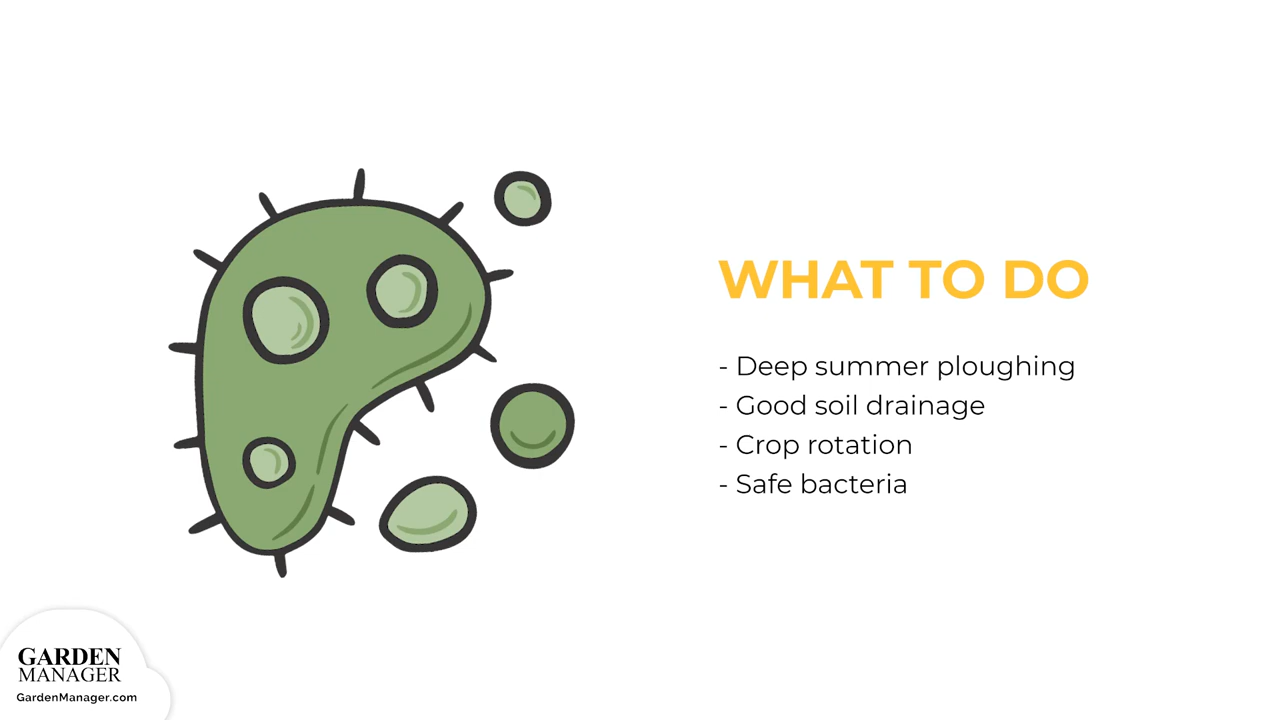 WHAT TO DO
- Deep summer ploughing
- Good soil drainage
- Crop rotation
- Safe bacteria
GARDEN
MANAGER
GardenManager.com